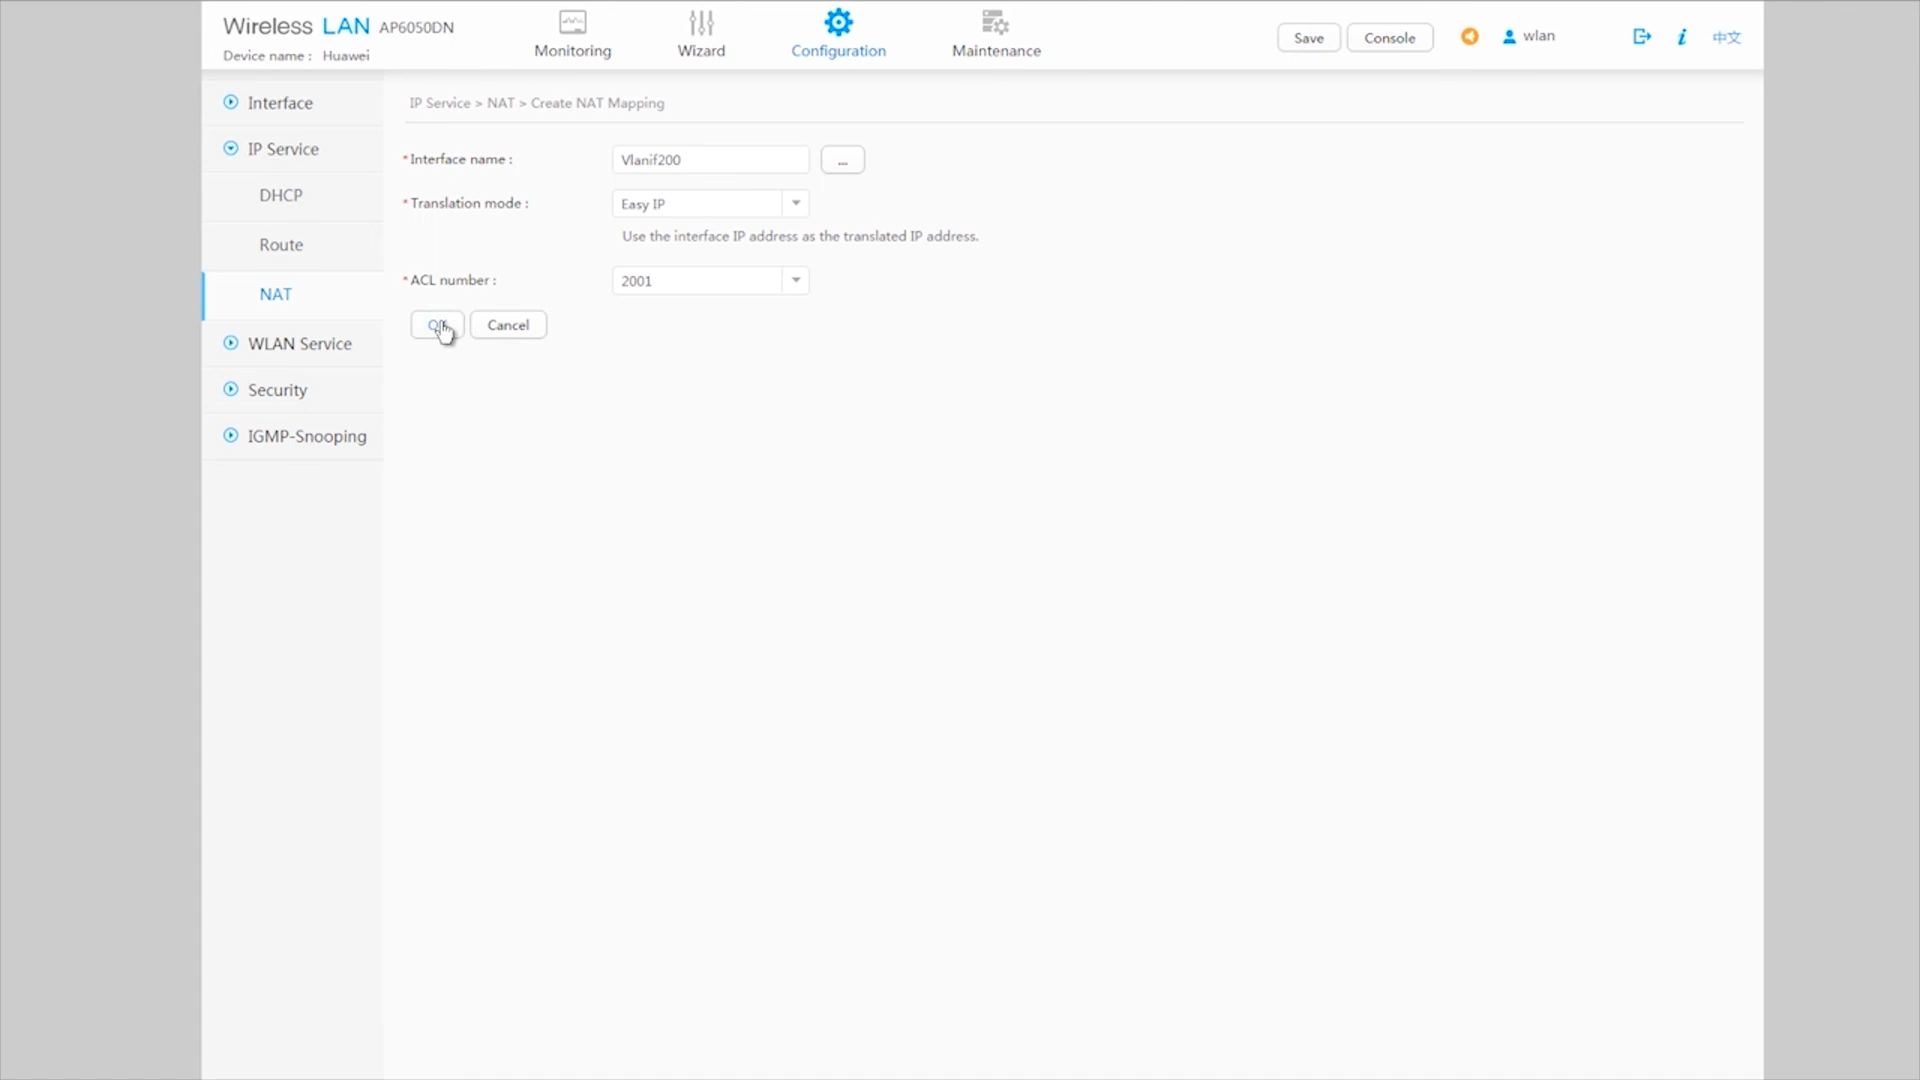 Wireless LAN AP6050DN
Device name : Huawei
Monitoring
Wizard
Configuration
Maintenance
Save
Console
wlan
i
中文
Interface
IP Service
DHCP
Route
NAT
WLAN Service
Security
IGMP-Snooping
IP Service > NAT > Create NAT Mapping
*Interface name : Vlanif200 ...
*Translation mode : Easy IP
Use the interface IP address as the translated IP address.
*ACL number : 2001
Cancel